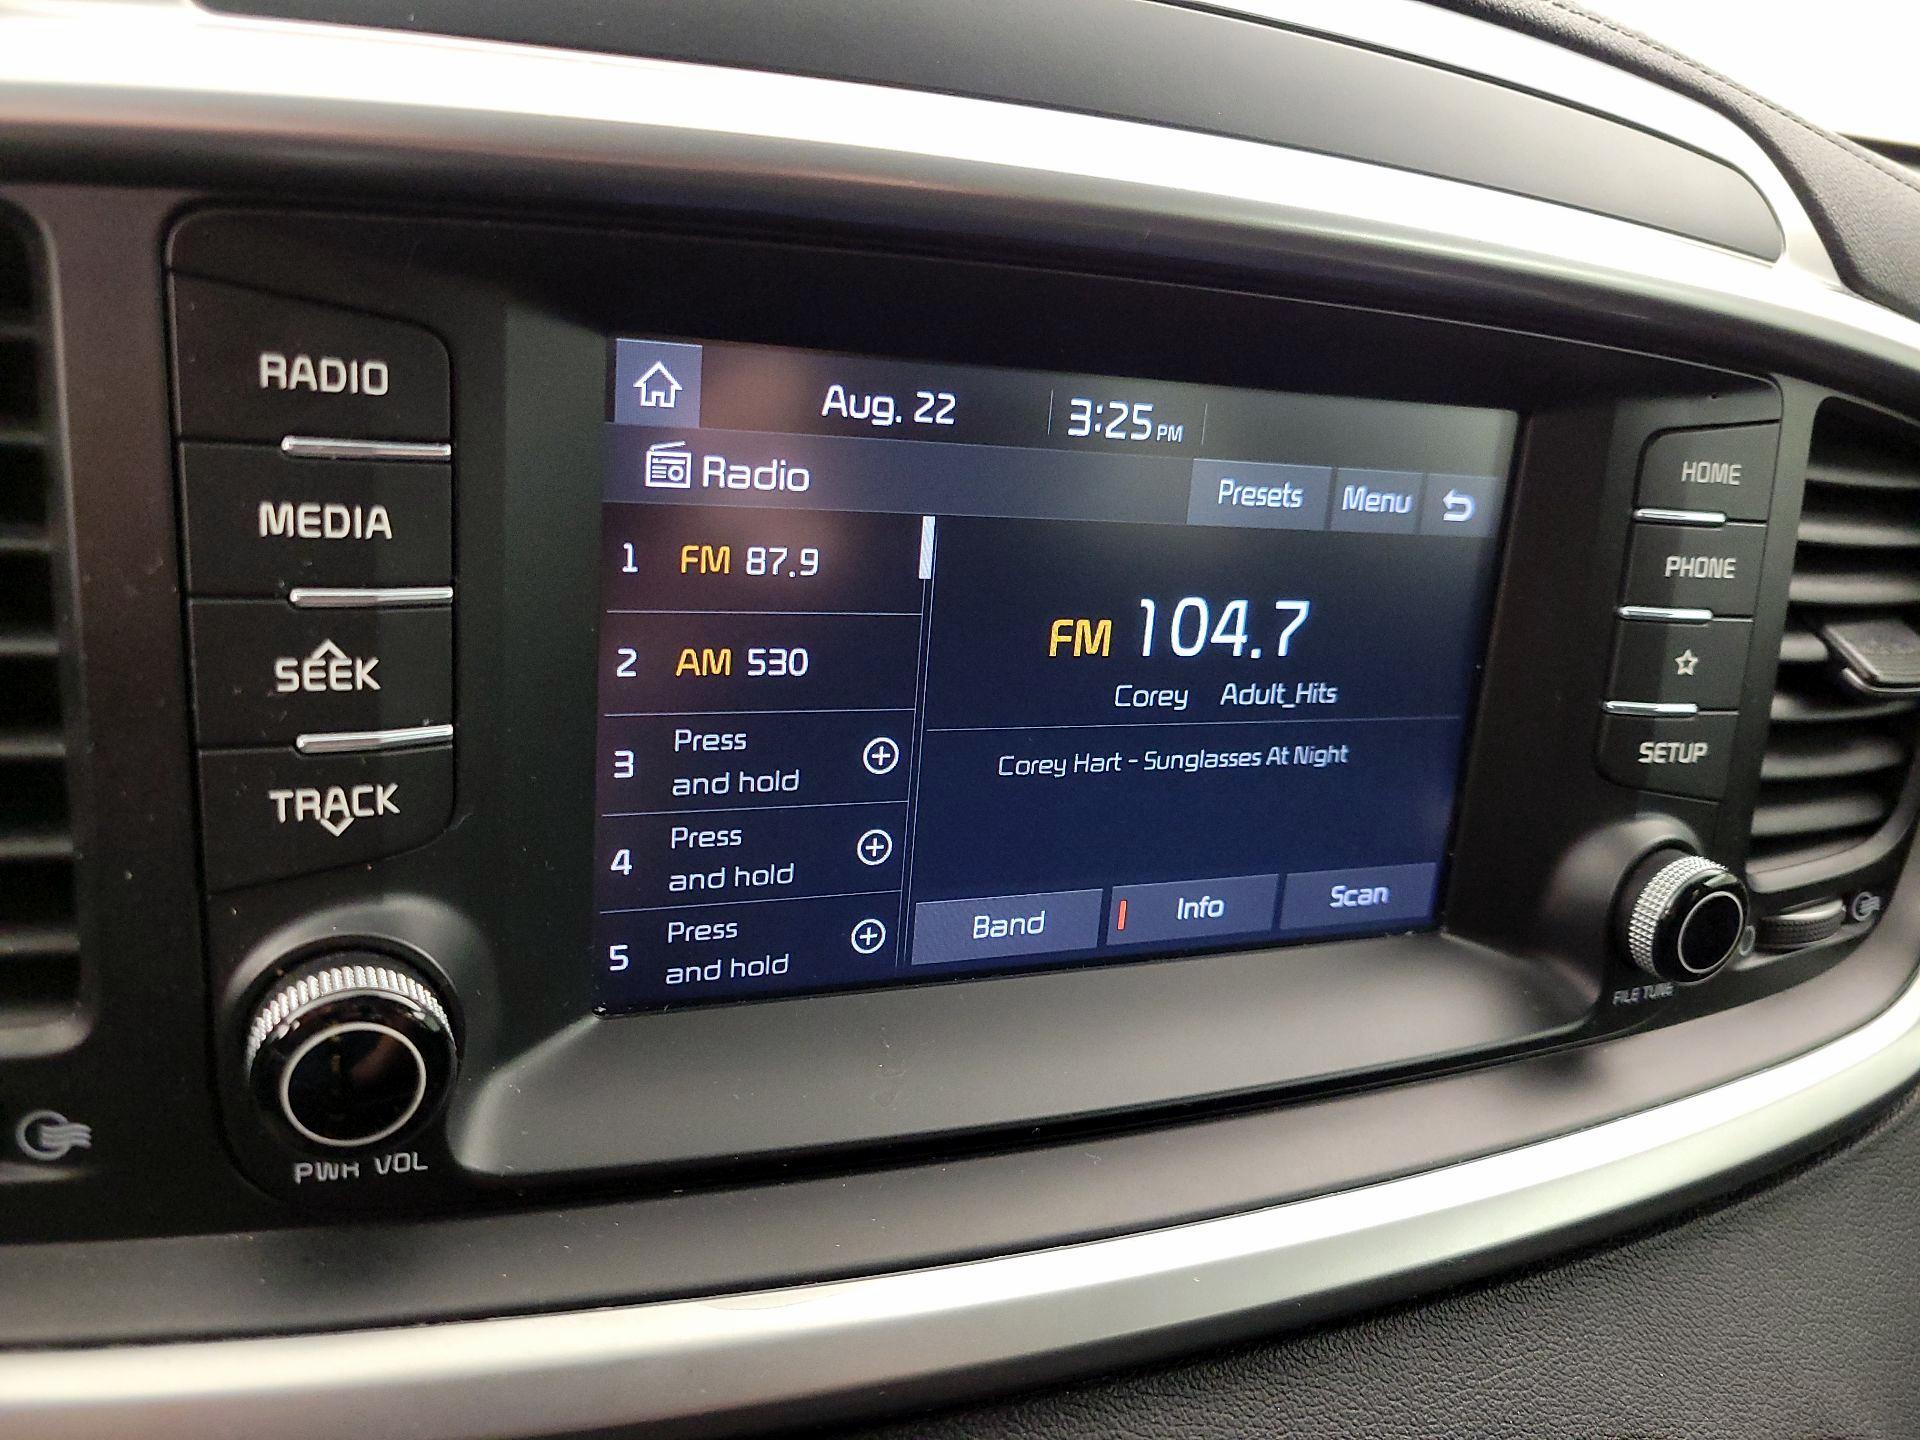 RADIO
MEDIA
SEEK
TRACK
PWR VOL
Aug. 22
3:25 PM
Radio
Presets
Menu
1 FM 87.9
2 AM 530
3 Press
and hold
4 Press
and hold
5 Press
and hold
FM 104.7
Corey Adult_Hits
Corey Hart - Sunglasses At Night
Band
Info
Scan
HOME
PHONE
SETUP
FILE TUNE